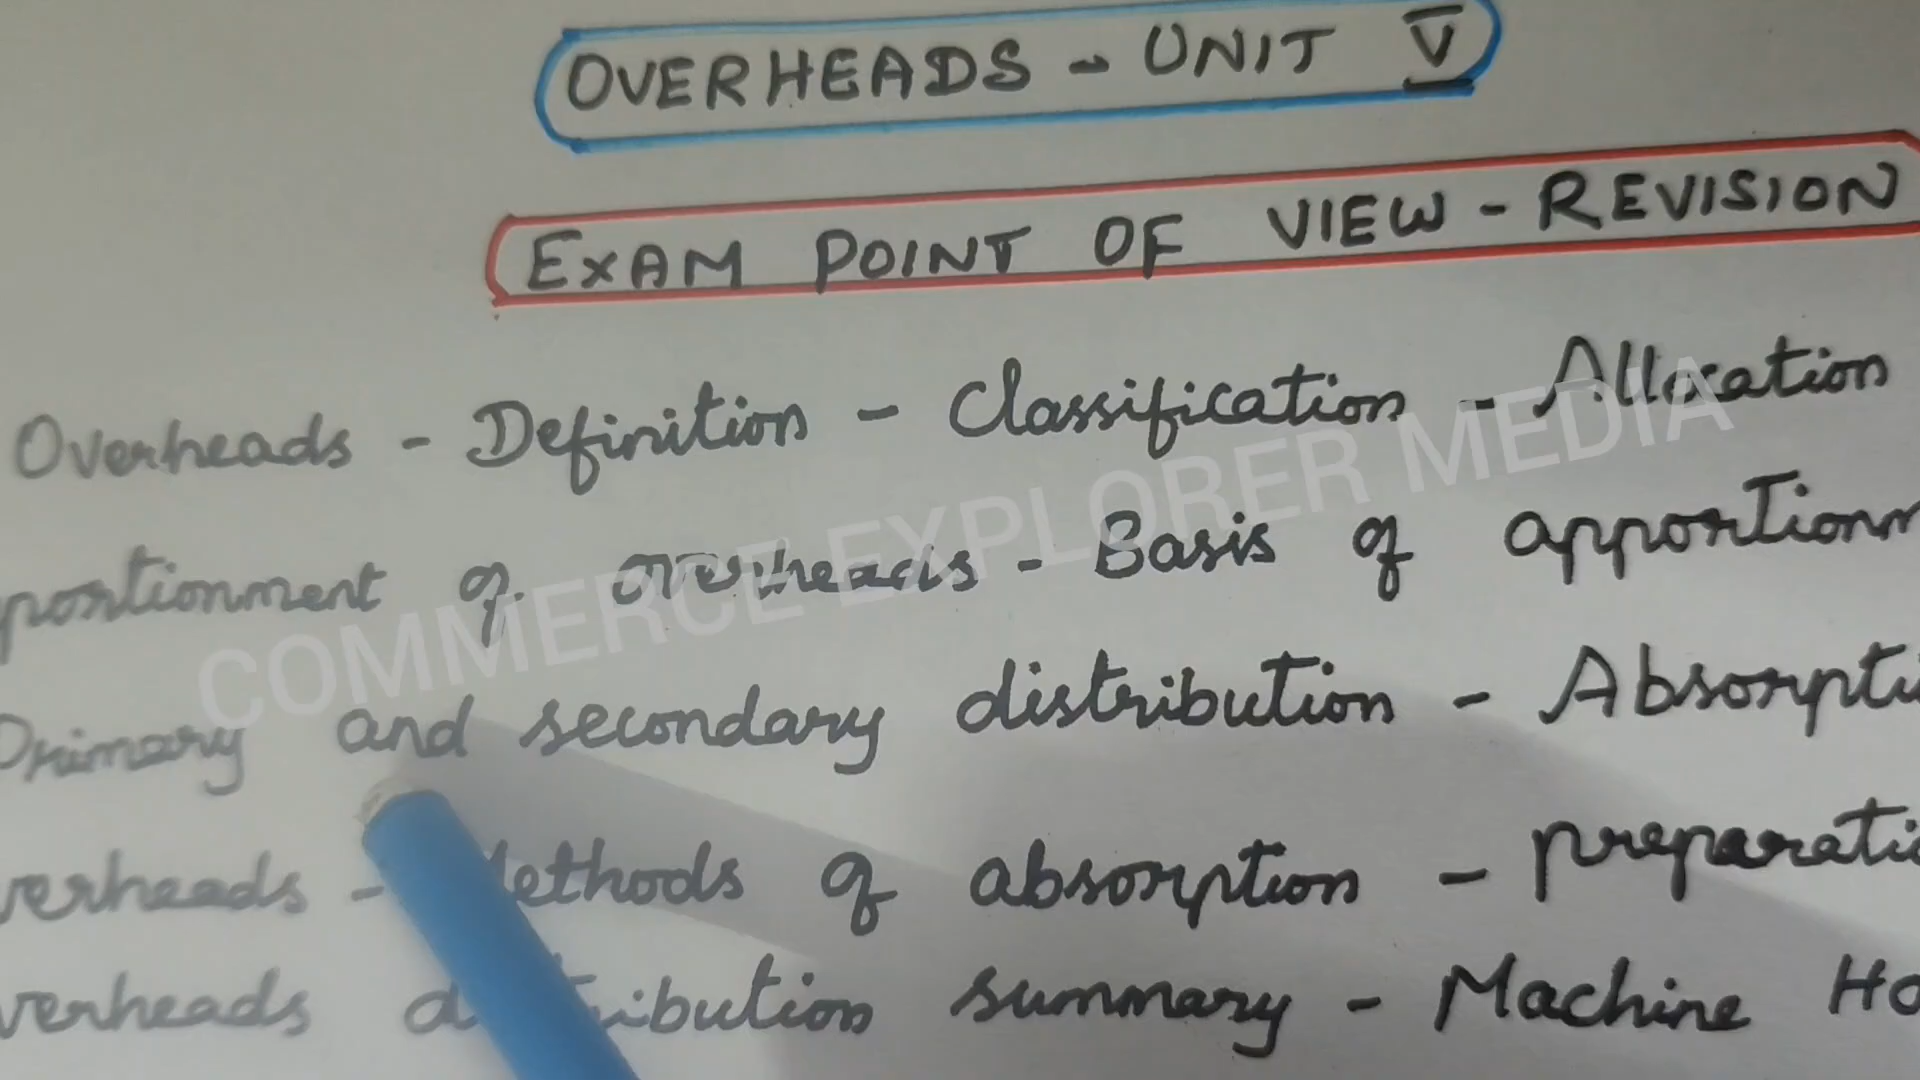 OVERHEADS - UNIT V
EXAM POINT OF VIEW - REVISION
Overheads - Definition - Classification - Allocation
portionment of overheads - Basis of apportionm
Primary and secondary distribution - Absorpti
verheads - Methods of absorption - preparati
verheads distribution summary - Machine Ho
COMMERCE EXPLORER MEDIA